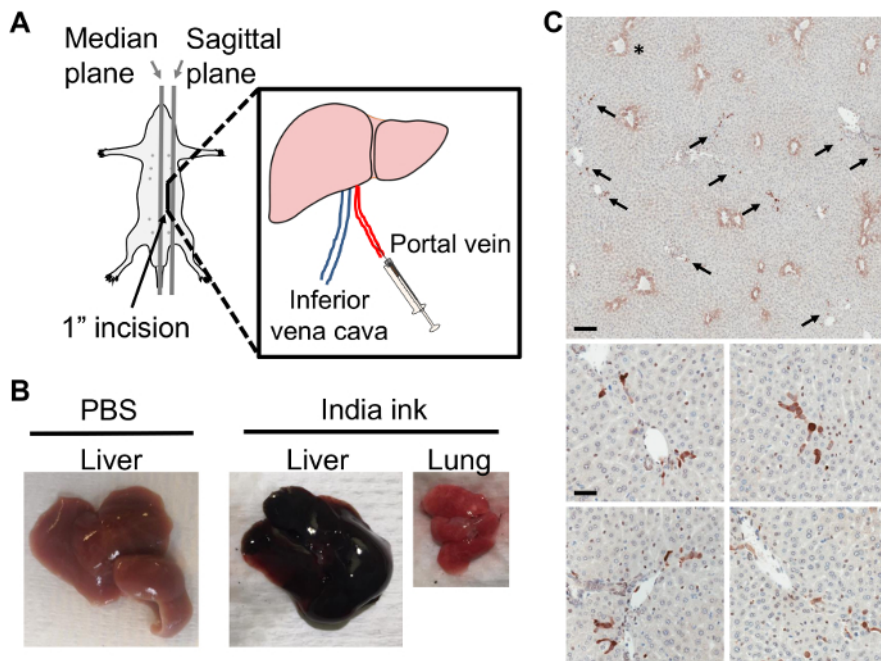 A
Median
plane
Sagittal
plane
1” incision
Portal vein
Inferior
vena cava
B
PBS
India ink
Liver
Liver
Lung
C
*